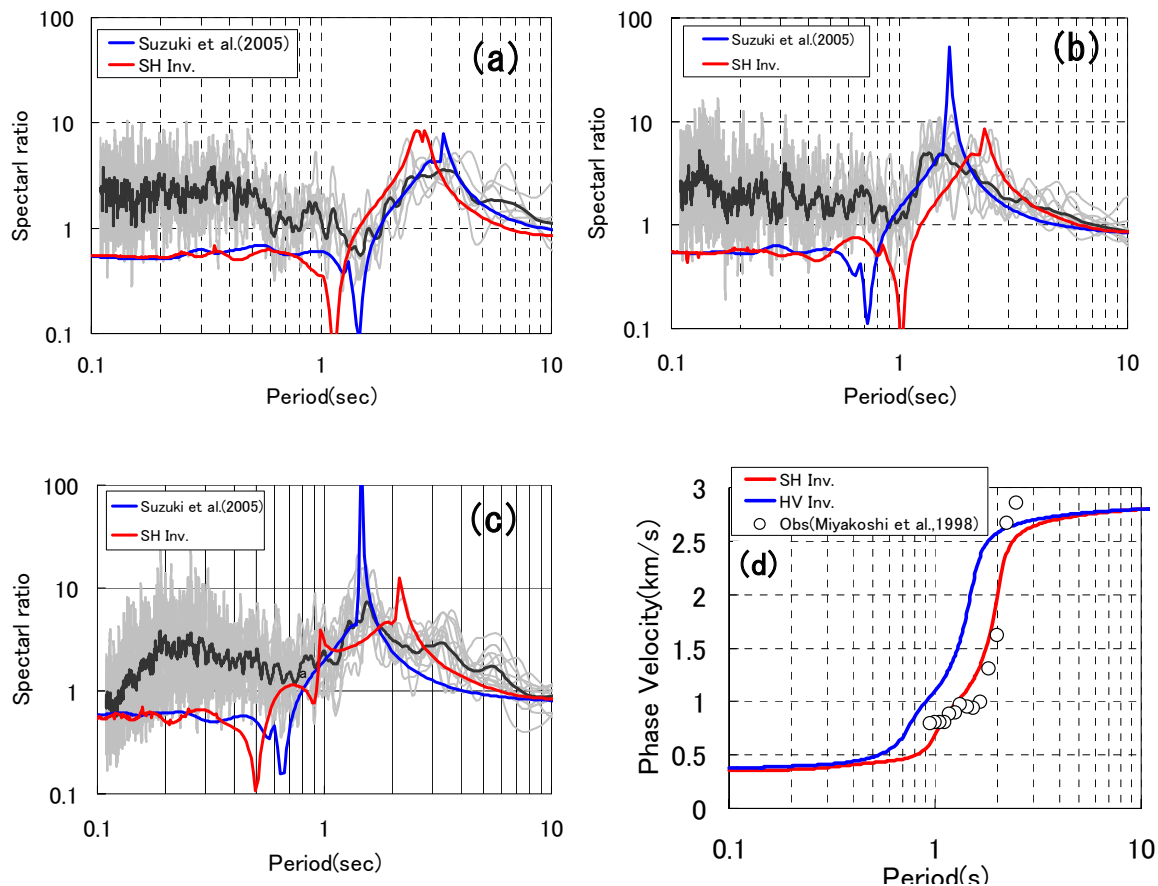 100
10
1
0.1
Spectarl ratio
Suzuki et al.(2005)
SH Inv.
(a)
0.1
1
10
Period(sec)
100
10
1
0.1
Spectarl ratio
Suzuki et al.(2005)
SH Inv.
(b)
0.1
1
10
Period(sec)
100
10
1
0.1
Spectarl ratio
Suzuki et al.(2005)
SH Inv.
(c)
a
0.1
1
10
Period(sec)
3
2.5
2
1.5
1
0.5
0
Phase Velocity(km/s)
SH Inv.
HV Inv.
Obs(Miyakoshi et al.,1998)
(d)
0.1
1
10
Period(s)